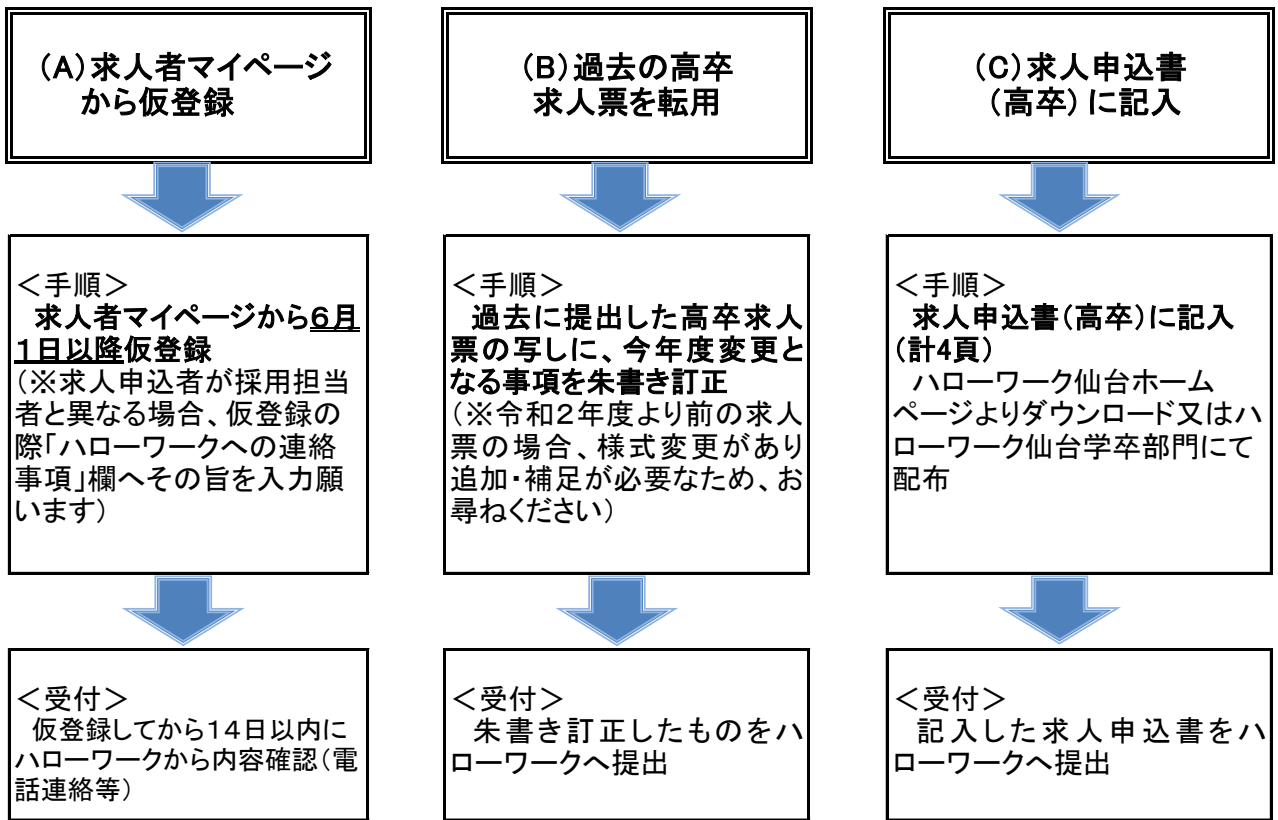 (A)求人者マイページ
から仮登録
<手順>
求人者マイページから6月
1日以降仮登録
(※求人申込者が採用担当
者と異なる場合、仮登録の
際「ハローワークへの連絡
事項」欄へその旨を入力願
います)
<受付>
仮登録してから14日以内に
ハローワークから内容確認(電
話連絡等)
(B)過去の高卒
求人票を転用
<手順>
過去に提出した高卒求人
票の写しに、今年度変更と
なる事項を朱書き訂正
(※令和2年度より前の求人
票の場合、様式変更があり
追加・補足が必要なため、お
尋ねください)
<受付>
朱書き訂正したものをハ
ローワークへ提出
(C)求人申込書
(高卒)に記入
<手順>
求人申込書(高卒)に記入
(計4頁)
ハローワーク仙台ホーム
ページよりダウンロード又はハ
ローワーク仙台学卒部門にて
配布
<受付>
記入した求人申込書をハ
ローワークへ提出